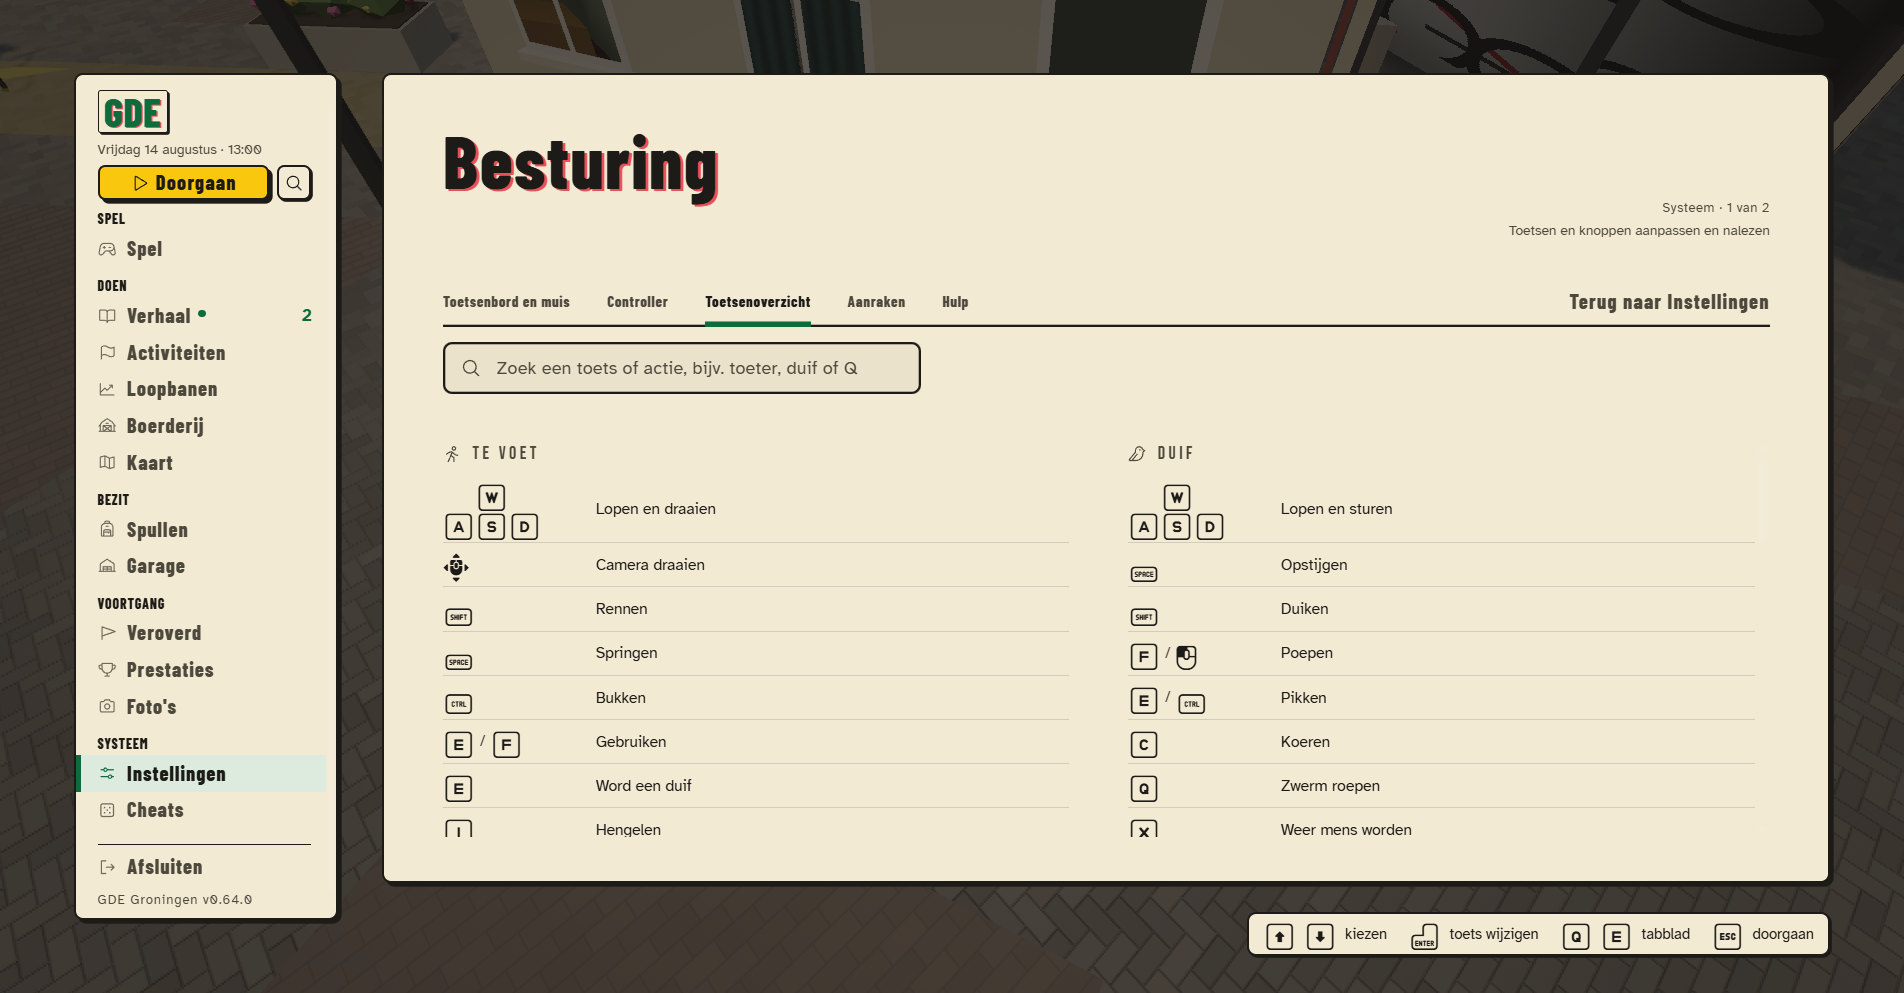 GDE
Vrijdag 14 augustus · 13:00
Doorgaan
SPEL
Spel
DOEN
Verhaal 2
Activiteiten
Loopbanen
Boerderij
Kaart
BEZIT
Spullen
Garage
VOORTGANG
Veroverd
Prestaties
Foto's
SYSTEEM
Instellingen
Cheats
Afsluiten
GDE Groningen v0.64.0
Besturing
Systeem · 1 van 2
Toetsen en knoppen aanpassen en nalezen
Toetsenbord en muis Controller Toetsenoverzicht Aanraken Hulp Terug naar Instellingen
Zoek een toets of actie, bijv. toeter, duif of Q
TE VOET
W
A S D Lopen en draaien
Camera draaien
SHIFT Rennen
SPACE Springen
CTRL Bukken
E / F Gebruiken
E Word een duif
Hengelen
DUIF
W
A S D Lopen en sturen
SPACE Opstijgen
SHIFT Duiken
F / Poepen
E / CTRL Pikken
C Koeren
Q Zwerm roepen
X Weer mens worden
kiezen ENTER toets wijzigen Q E tabblad ESC doorgaan